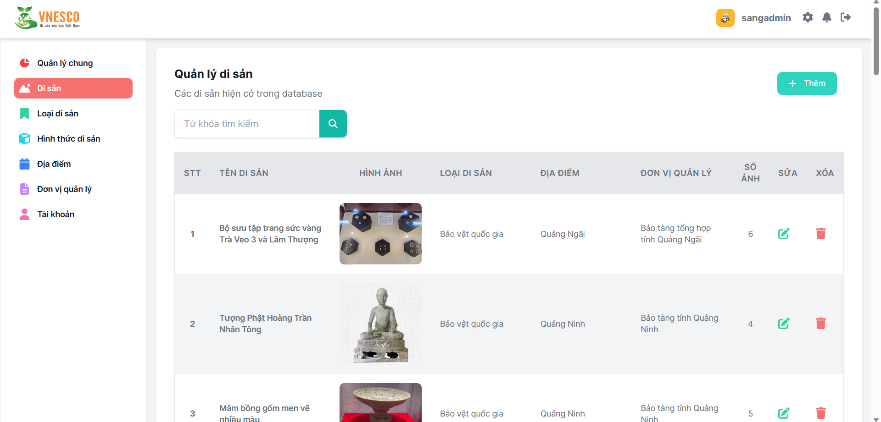 VNESCO
sangadmin
Quản lý chung
Di sản
Loại di sản
Hình thức di sản
Địa điểm
Đơn vị quản lý
Tài khoản
Quản lý di sản
Các di sản hiện có trong database
+ Thêm
Từ khóa tìm kiếm
STT TÊN DI SẢN HÌNH ẢNH LOẠI DI SẢN ĐỊA ĐIỂM ĐƠN VỊ QUẢN LÝ SỐ ẢNH SỬA XÓA
1 Bộ sưu tập trang sức vàng Trà Veo 3 và Lâm Thượng Bảo vật quốc gia Quảng Ngãi Bảo tàng tổng hợp tỉnh Quảng Ngãi 6
2 Tượng Phật Hoàng Trần Nhân Tông Bảo vật quốc gia Quảng Ninh Bảo tàng tỉnh Quảng Ninh 4
3 Mâm bồng gốm men vẽ nhiều màu Bảo vật quốc gia Quảng Ninh Bảo tàng tỉnh Quảng Ninh 5